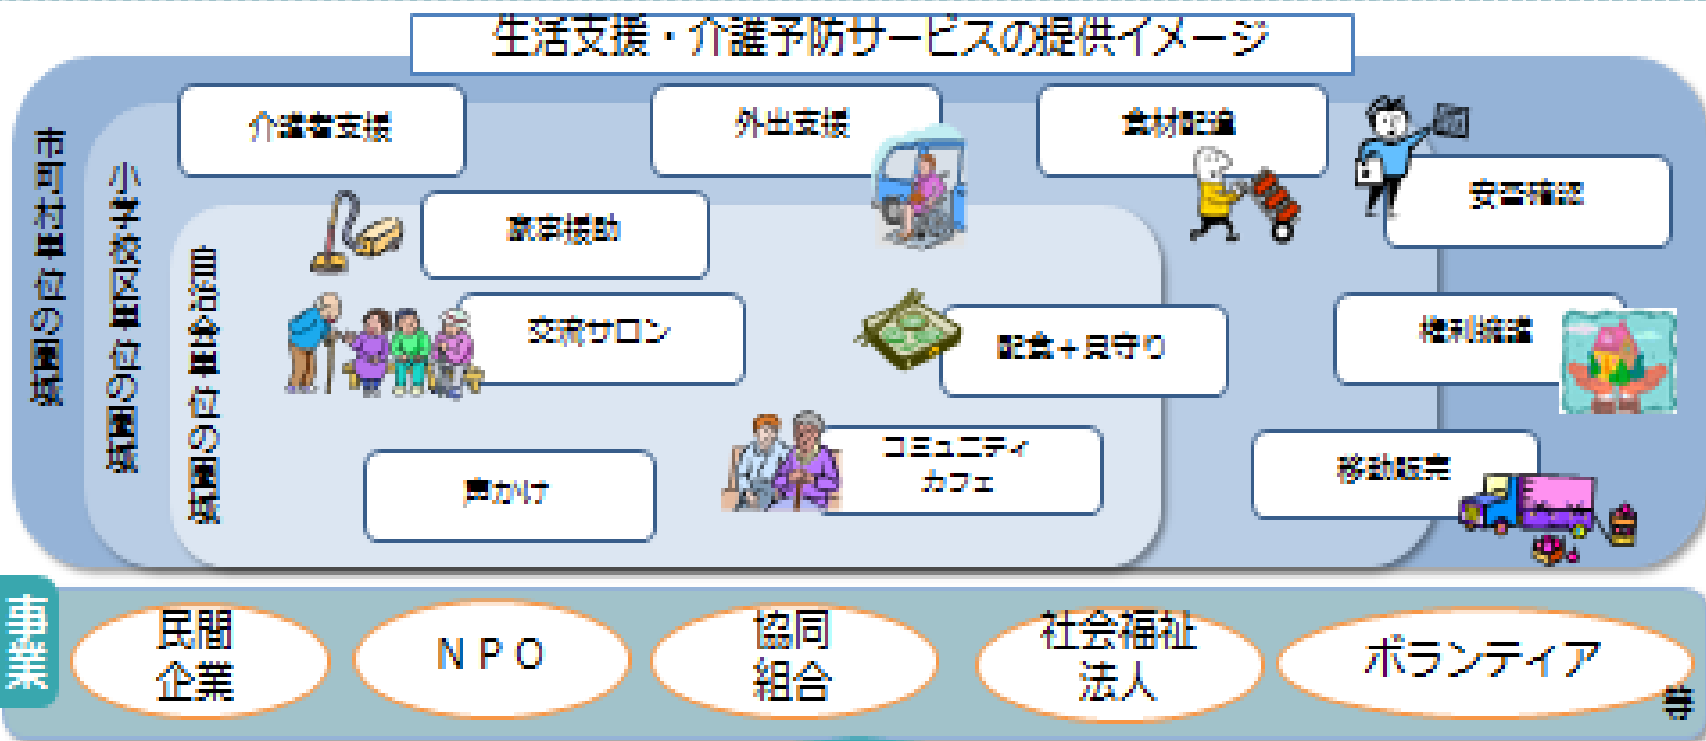 生活支援・介護予防サービスの提供イメージ
介護者支援
外出支援
食材配達
安否確認
家事援助
交流サロン
配食＋見守り
権利擁護
コミュニティ
カフェ
声かけ
移動販売
市町村単位の圏域
小学校区単位の圏域
自治会単位の圏域
事業
民間
企業
ＮＰＯ
協同
組合
社会福祉
法人
ボランティア
等